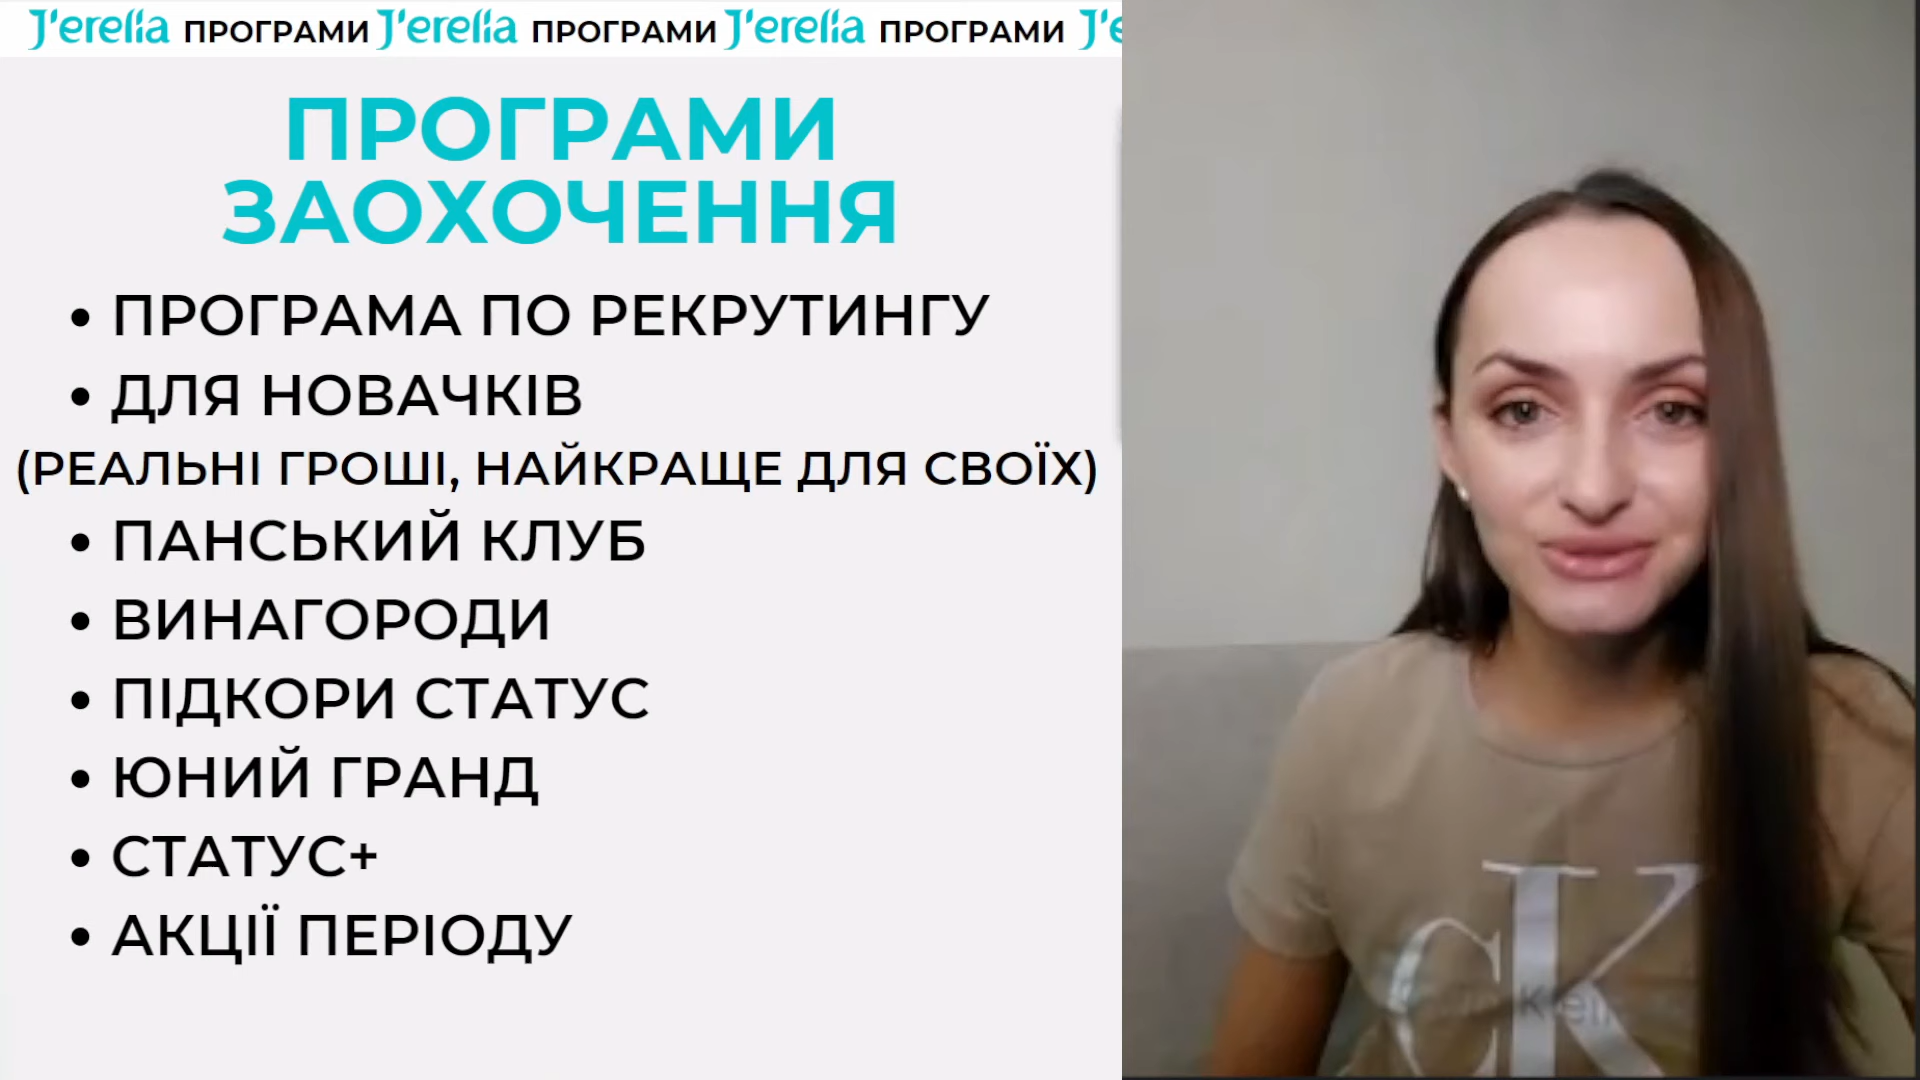 J'erelia ПРОГРАМИ J'erelia ПРОГРАМИ J'erelia ПРОГРАМИ J'e
ПРОГРАМИ
ЗАОХОЧЕННЯ
• ПРОГРАМА ПО РЕКРУТИНГУ
• ДЛЯ НОВАЧКІВ
(РЕАЛЬНІ ГРОШІ, НАЙКРАЩЕ ДЛЯ СВОЇХ)
• ПАНСЬКИЙ КЛУБ
• ВИНАГОРОДИ
• ПІДКОРИ СТАТУС
• ЮНИЙ ГРАНД
• СТАТУС+
• АКЦІЇ ПЕРІОДУ
CK